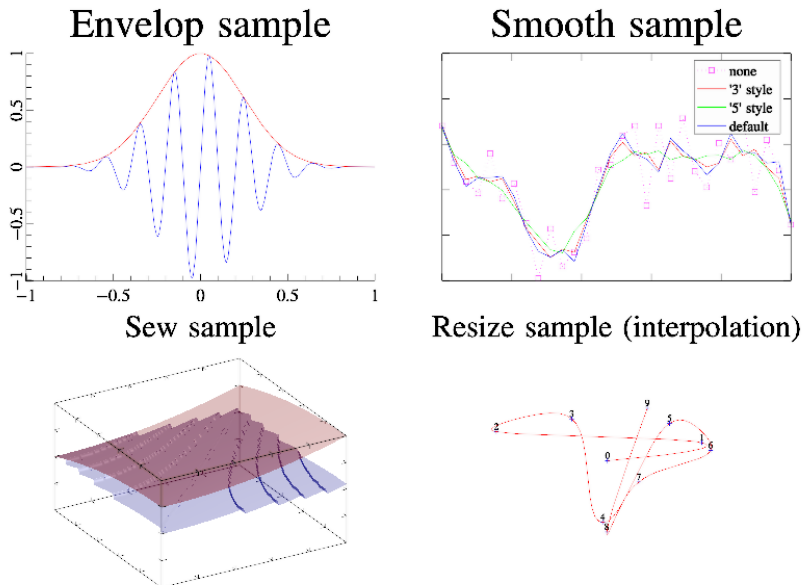 Envelop sample
Smooth sample
1
0.5
0
−0.5
−1
−1
−0.5
0
0.5
1
none
'3' style
'5' style
default
Sew sample
Resize sample (interpolation)
9
3
5
2
1
6
0
7
4
8